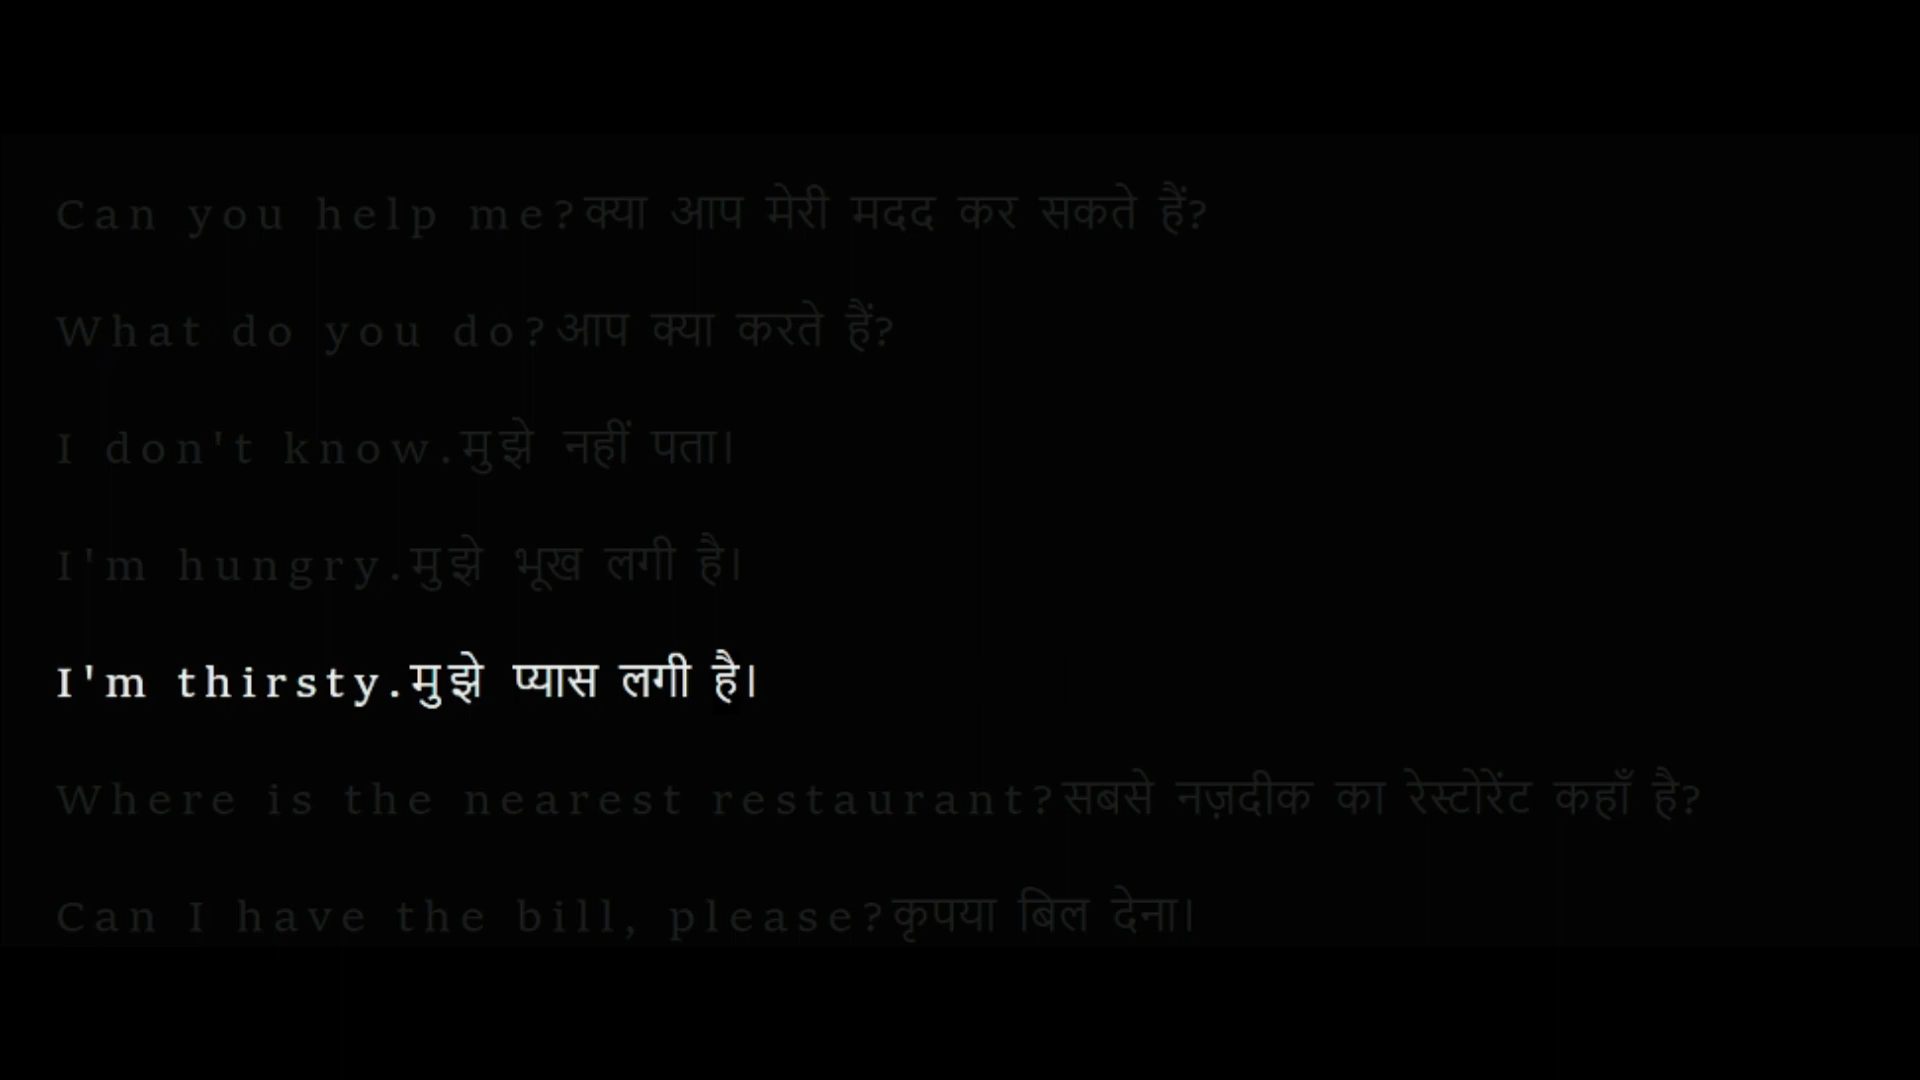 Can you help me?क्या आप मेरी मदद कर सकते हैं?
What do you do?आप क्या करते हैं?
I don't know.मुझे नहीं पता।
I'm hungry.मुझे भूख लगी है।
I'm thirsty.मुझे प्यास लगी है।
Where is the nearest restaurant?सबसे नज़दीक का रेस्टोरेंट कहाँ है?
Can I have the bill, please?कृपया बिल देना।